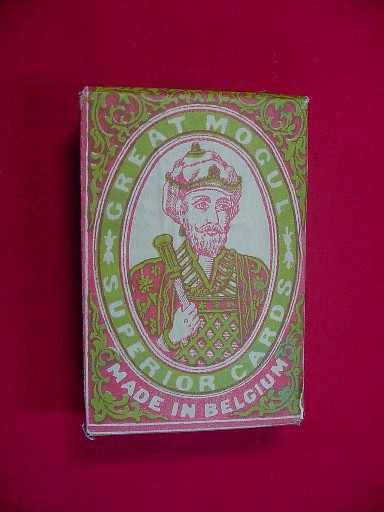 GREAT MOGUL
SUPERIOR CARDS
MADE IN BELGIUM